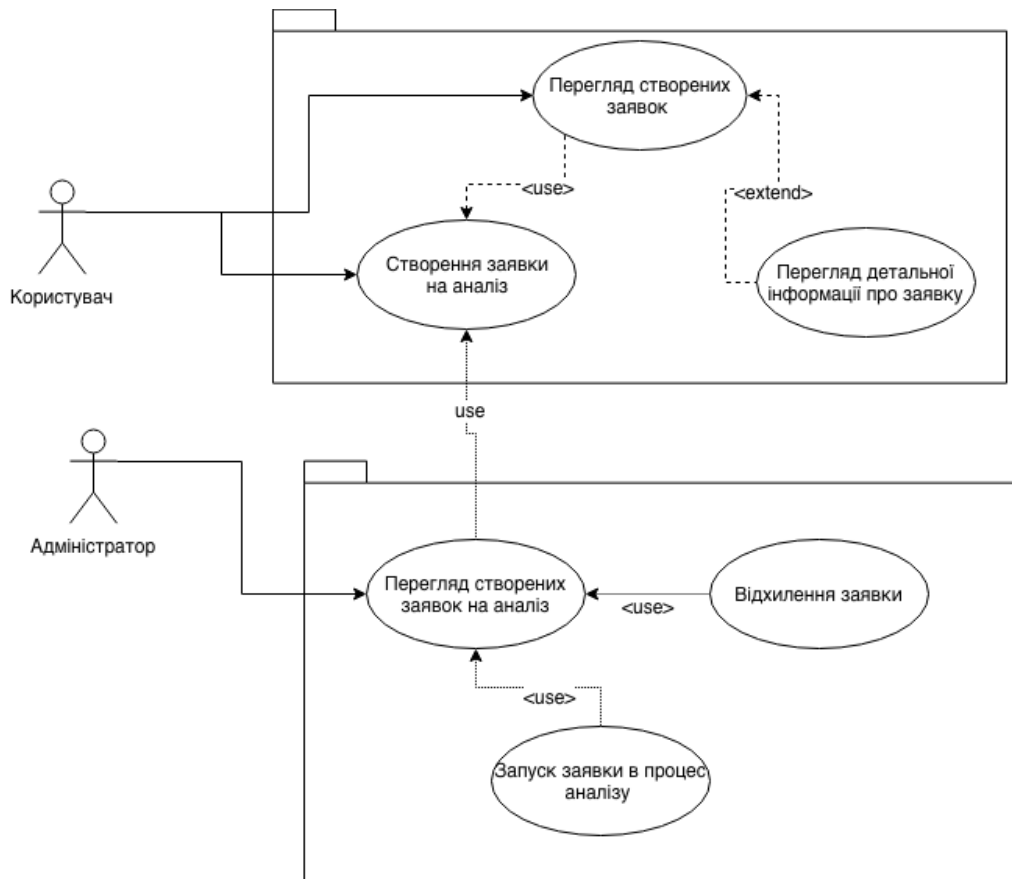 Перегляд створених
заявок
<use>
<extend>
Створення заявки
на аналіз
Перегляд детальної
інформації про заявку
Користувач
use
Адміністратор
Перегляд створених
заявок на аналіз
<use>
Відхилення заявки
<use>
Запуск заявки в процес
аналізу